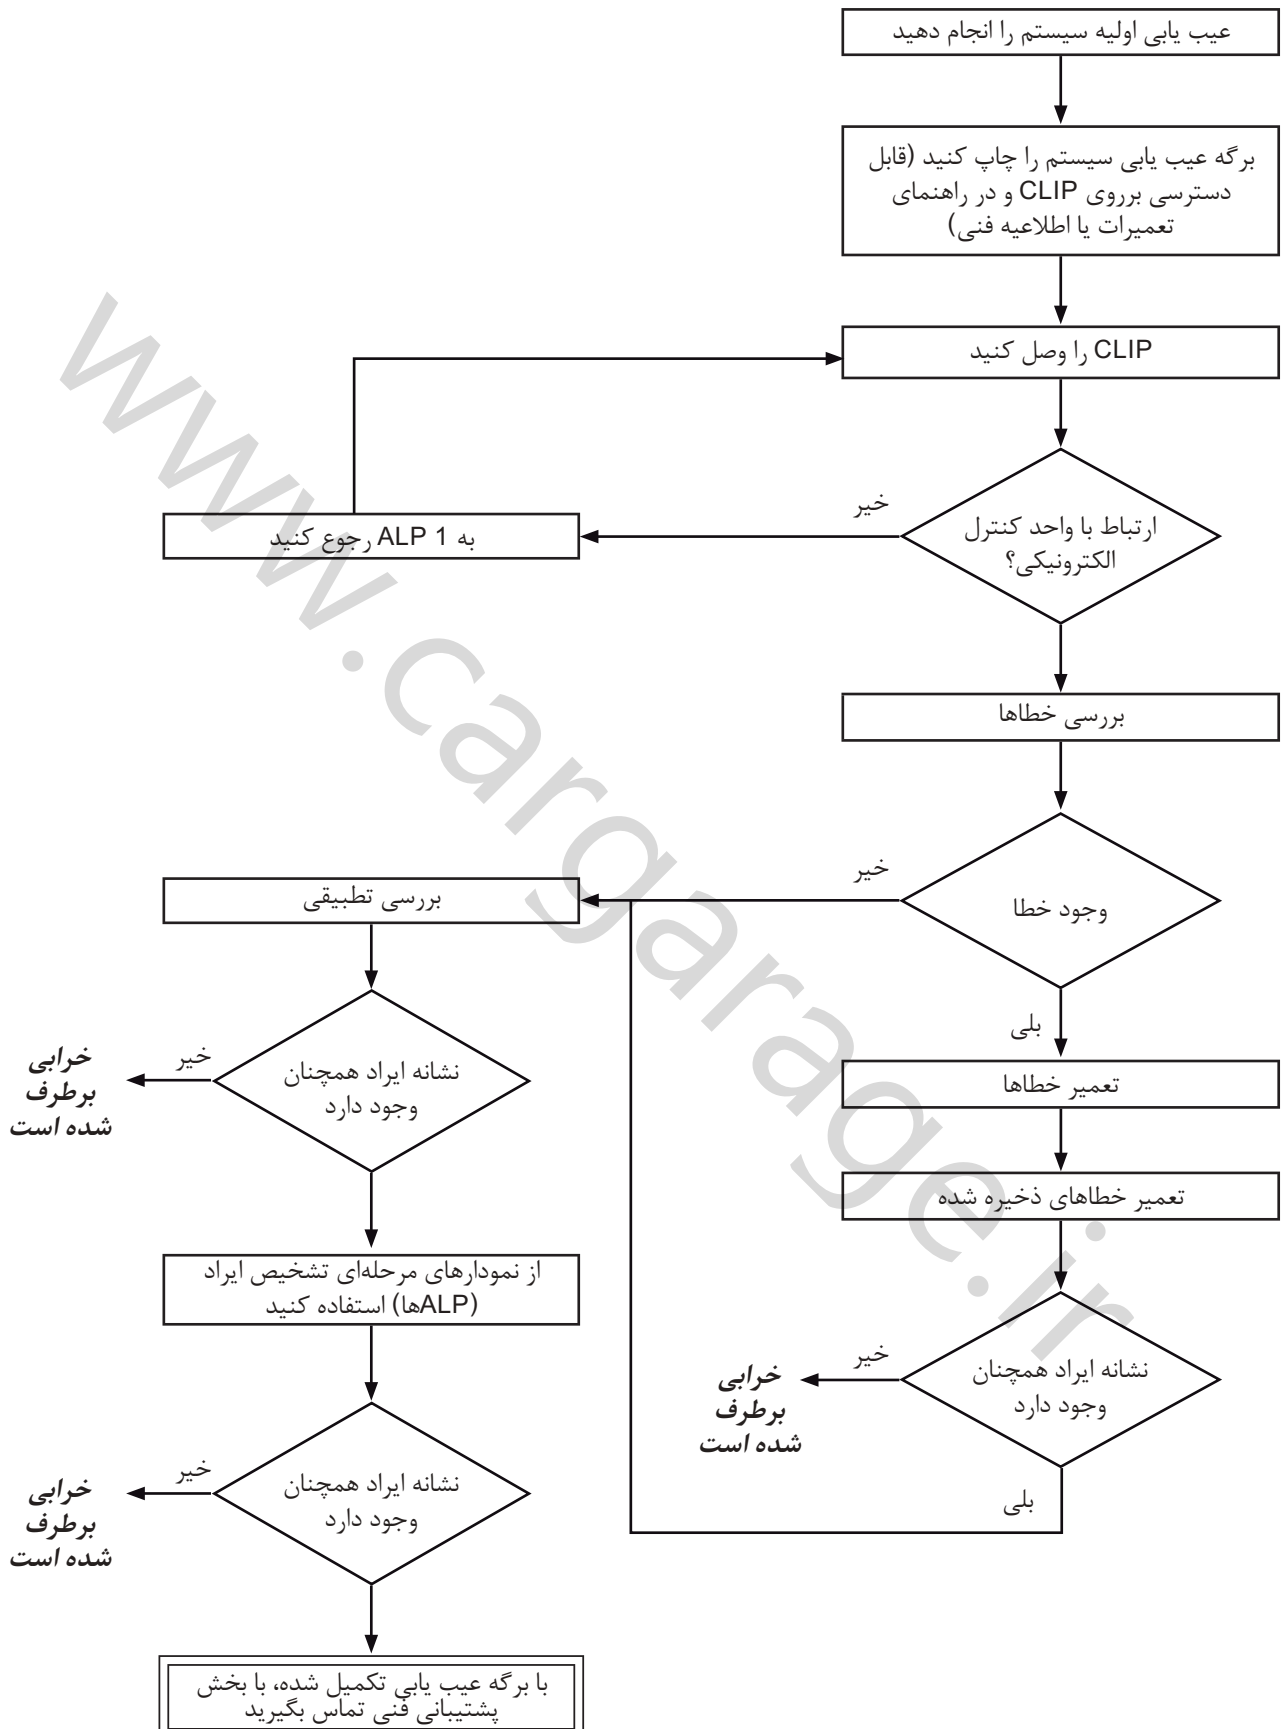 عیب یابی اولیه سیستم را انجام دهید
برگه عیب یابی سیستم را چاپ کنید (قابل
دسترسی برروی CLIP و در راهنمای
تعمیرات یا اطلاعیه فنی)
CLIP را وصل کنید
ارتباط با واحد کنترل
الکترونیکی؟
خیر
به ALP 1 رجوع کنید
بررسی خطاها
وجود خطا
خیر
بلی
تعمیر خطاها
تعمیر خطاهای ذخیره شده
نشانه ایراد همچنان
وجود دارد
خیر
خرابی
برطرف
شده است
بلی
بررسی تطبیقی
نشانه ایراد همچنان
وجود دارد
خیر
خرابی
برطرف
شده است
از نمودارهای مرحله‌ای تشخیص ایراد
(ALPها) استفاده کنید
نشانه ایراد همچنان
وجود دارد
خیر
خرابی
برطرف
شده است
با برگه عیب یابی تکمیل شده، با بخش
پشتیبانی فنی تماس بگیرید
www.cargarage.ir